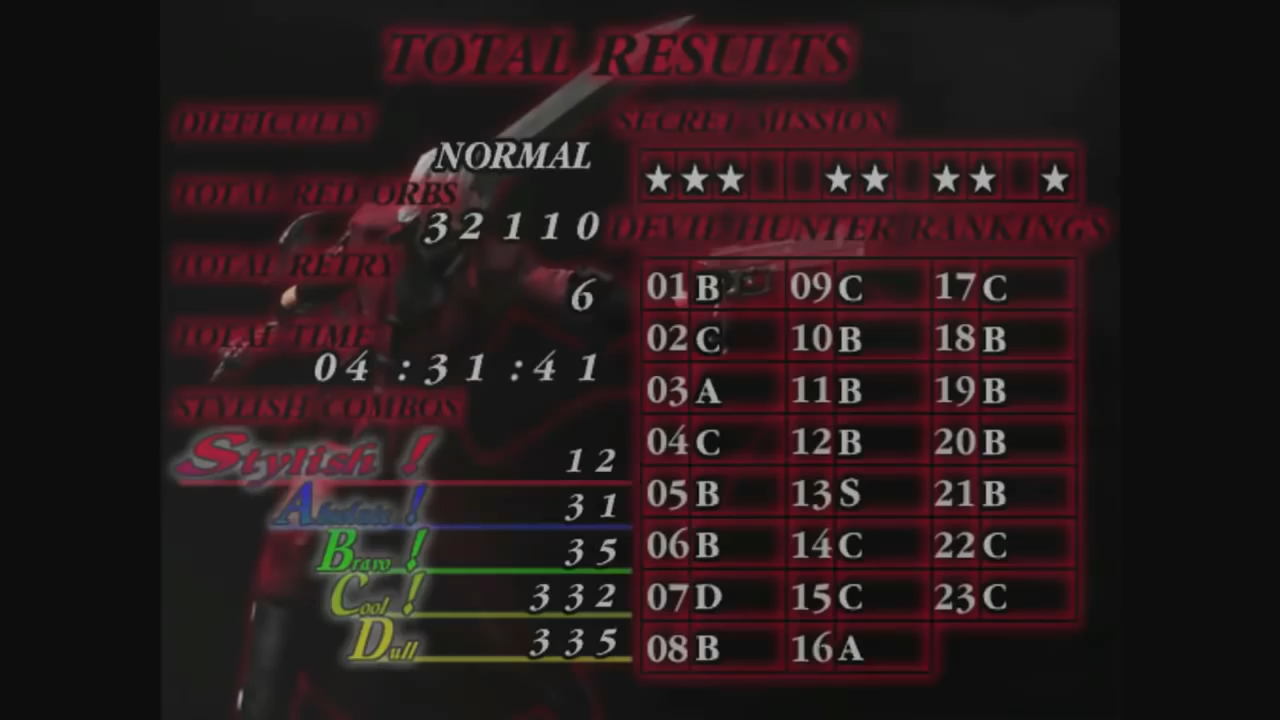 TOTAL RESULTS
DIFFICULTY
NORMAL
TOTAL RED ORBS
32110
TOTAL RETRY
6
TOTAL TIME
04:31:41
STYLISH COMBOS
Stylish! 12
Absolute! 31
Bravo! 35
Cool! 332
Dull 335
SECRET MISSION
★★★ ★★ ★★ ★
DEVIL HUNTER RANKINGS
01 B 09 C 17 C
02 C 10 B 18 B
03 A 11 B 19 B
04 C 12 B 20 B
05 B 13 S 21 B
06 B 14 C 22 C
07 D 15 C 23 C
08 B 16 A